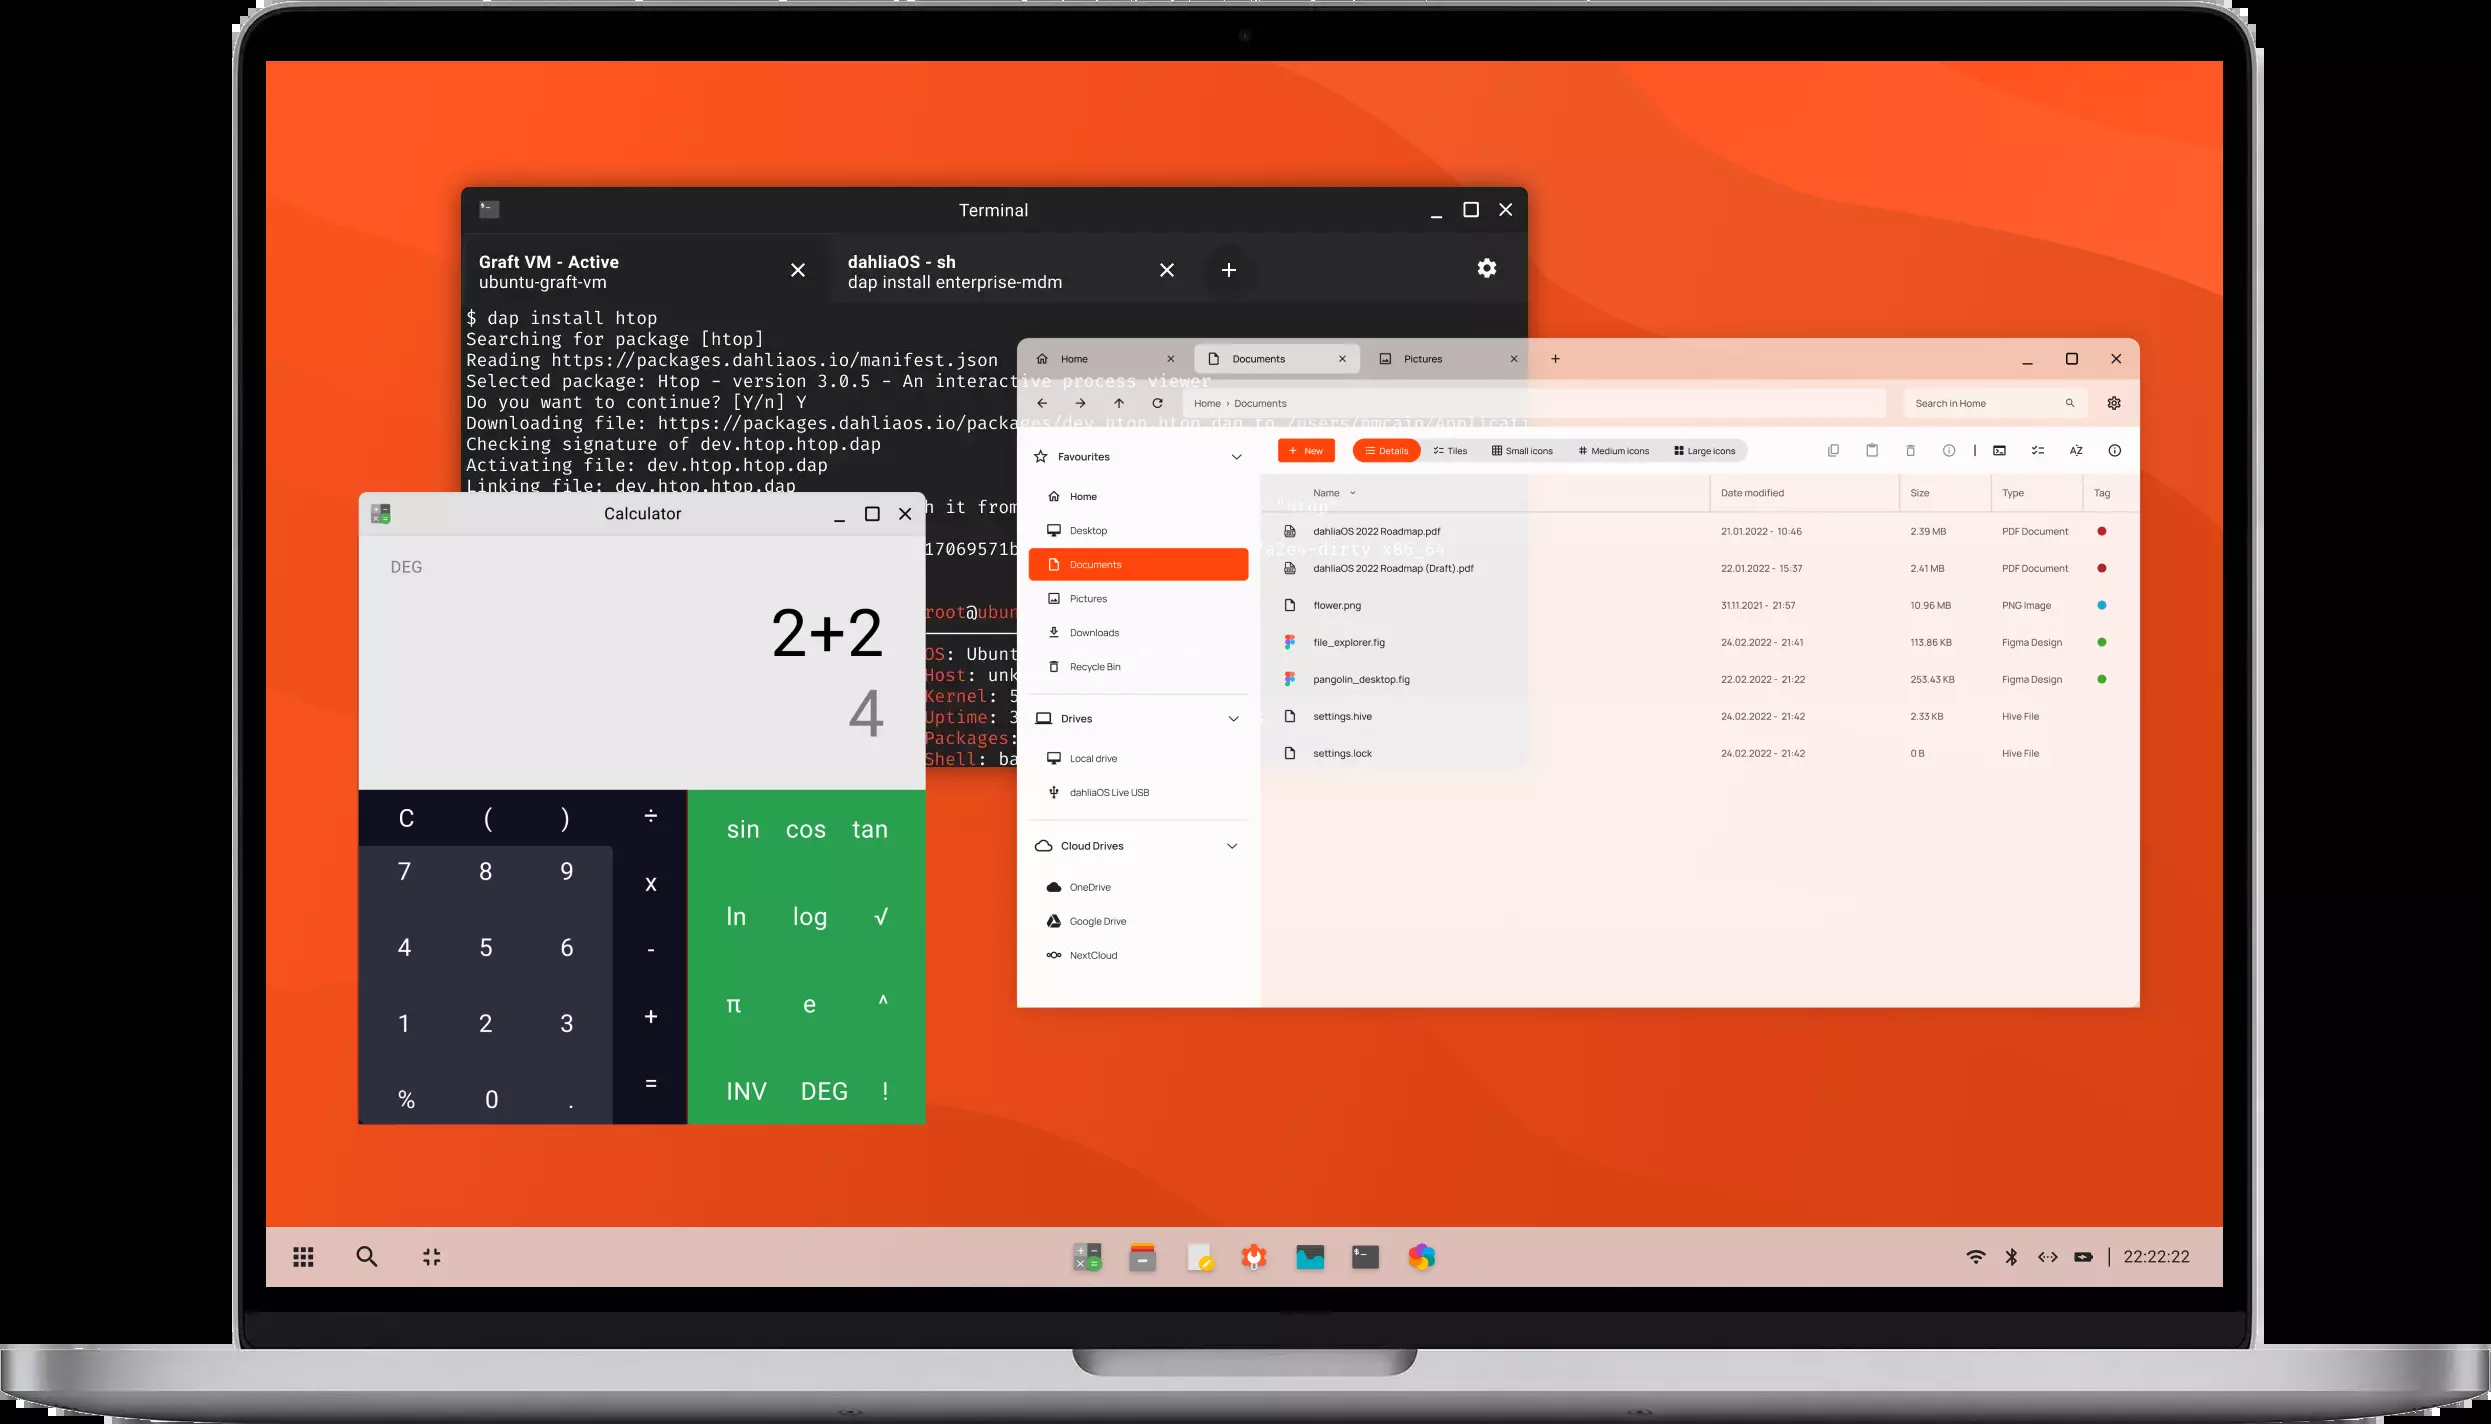 Terminal
Graft VM - Active
ubuntu-graft-vm
dahliaOS - sh
dap install enterprise-mdm
$ dap install htop
Searching for package [htop]
Reading https://packages.dahliaos.io/manifest.json
Selected package: Htop - version 3.0.5 - An interactive process viewer
Do you want to continue? [Y/n] Y
Downloading file: https://packages.dahliaos.io/packages/dev.htop.htop.dap to /users/
Checking signature of dev.htop.htop.dap
Activating file: dev.htop.htop.dap
Linking file: dev.htop.htop.dap
h it from "htop"
17069571b
a2e4-dirty x86_64
root@ubun
OS: Ubunt
Host: unk
Kernel: 5
Uptime: 3
Packages:
Shell: ba
Calculator
DEG
2+2
4
C ( ) ÷
7 8 9 x
4 5 6 -
1 2 3 +
% 0 . =
sin cos tan
ln log √
π e ^
INV DEG !
Home Documents Pictures
Home › Documents
Search in Home
+ New Details Tiles Small icons Medium icons Large icons
Favourites
Home
Desktop
Documents
Pictures
Downloads
Recycle Bin
Drives
Local drive
dahliaOS Live USB
Cloud Drives
OneDrive
Google Drive
NextCloud
Name Date modified Size Type Tag
dahliaOS 2022 Roadmap.pdf 21.01.2022 - 10:46 2.39 MB PDF Document
dahliaOS 2022 Roadmap (Draft).pdf 22.01.2022 - 15:37 2.41 MB PDF Document
flower.png 31.11.2021 - 21:57 10.96 MB PNG Image
file_explorer.fig 24.02.2022 - 21:41 113.86 KB Figma Design
pangolin_desktop.fig 22.02.2022 - 21:22 253.43 KB Figma Design
settings.hive 24.02.2022 - 21:42 2.33 KB Hive File
settings.lock 24.02.2022 - 21:42 0 B Hive File
22:22:22